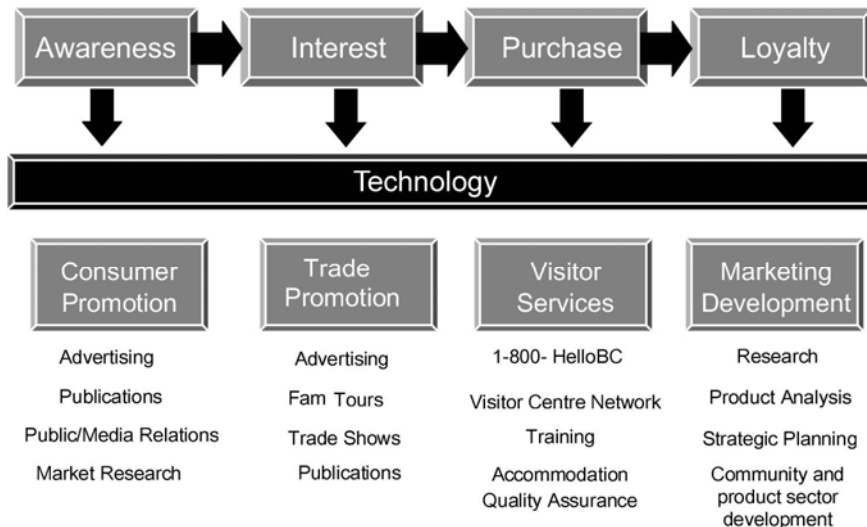 Awareness
Interest
Purchase
Loyalty
Technology
Consumer
Promotion
Trade
Promotion
Visitor
Services
Marketing
Development
Advertising
Publications
Public/Media Relations
Market Research
Advertising
Fam Tours
Trade Shows
Publications
1-800- HelloBC
Visitor Centre Network
Training
Accommodation
Quality Assurance
Research
Product Analysis
Strategic Planning
Community and
product sector
development